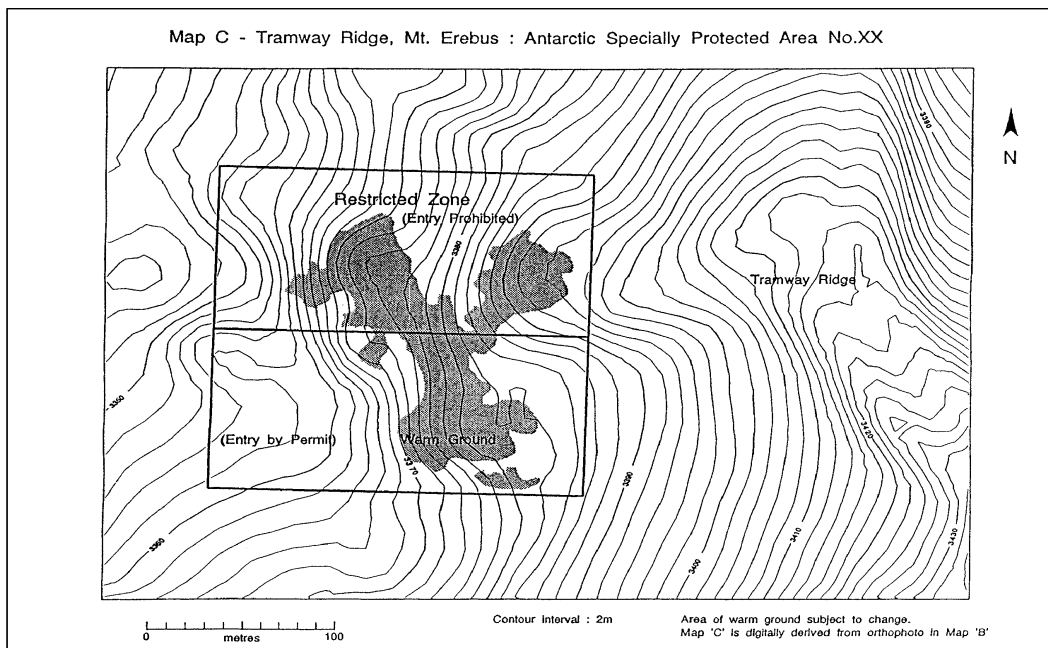 Map C - Tramway Ridge, Mt. Erebus : Antarctic Specially Protected Area No.XX
3390
N
Restricted Zone
(Entry Prohibited)
3380
Tramway Ridge
3350
(Entry by Permit)
Warm Ground
3420
3370
3390
3360
3410
3430
3400
Contour Interval : 2m
Area of warm ground subject to change.
Map 'C' is digitally derived from orthophoto in Map 'B'
0 metres 100